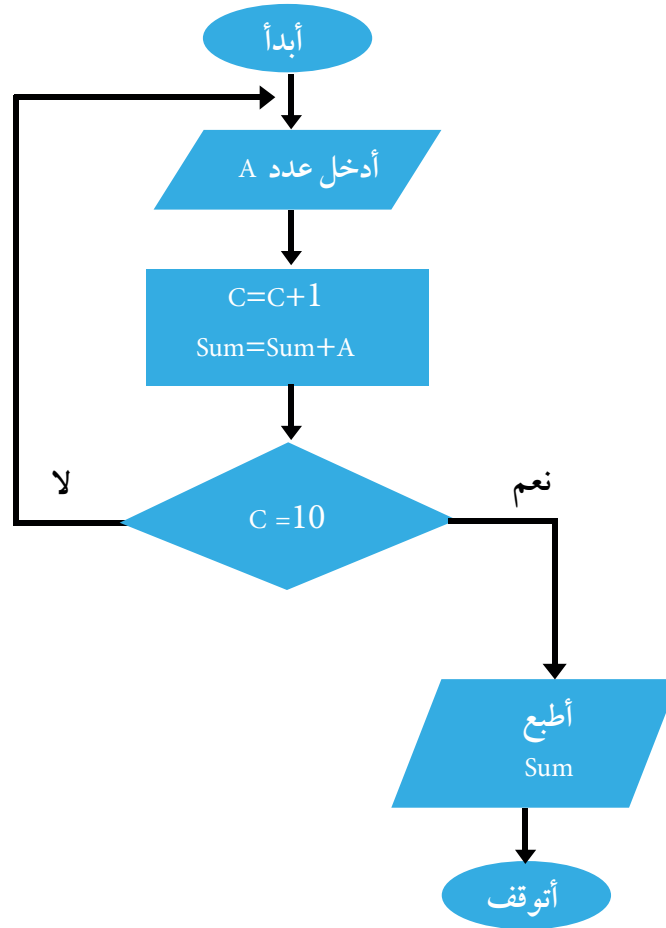 أبدأ
أدخل عدد A
C=C+1
Sum=Sum+A
لا
نعم
C =10
أطبع
Sum
أتوقف